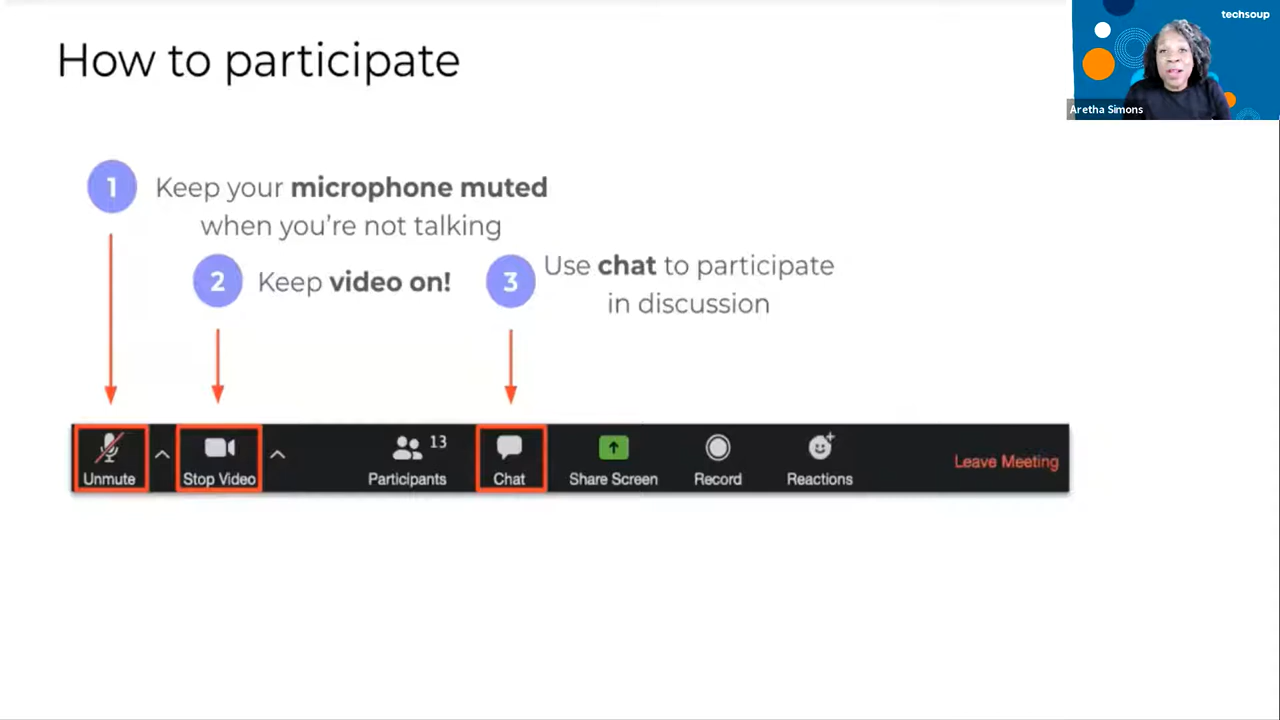 How to participate
techsoup
Aretha Simons
1
Keep your microphone muted
when you're not talking
2
Keep video on!
3
Use chat to participate
in discussion
13
Unmute
Stop Video
Participants
Chat
Share Screen
Record
Reactions
Leave Meeting